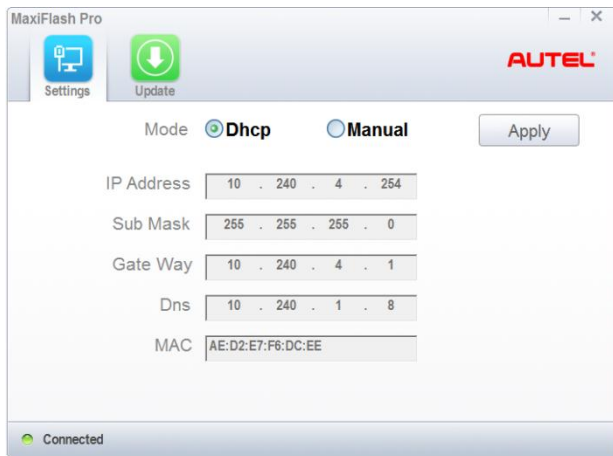 MaxiFlash Pro
AUTEL
Settings
Update
Mode Dhcp Manual Apply
IP Address 10 . 240 . 4 . 254
Sub Mask 255 . 255 . 255 . 0
Gate Way 10 . 240 . 4 . 1
Dns 10 . 240 . 1 . 8
MAC AE:D2:E7:F6:DC:EE
Connected